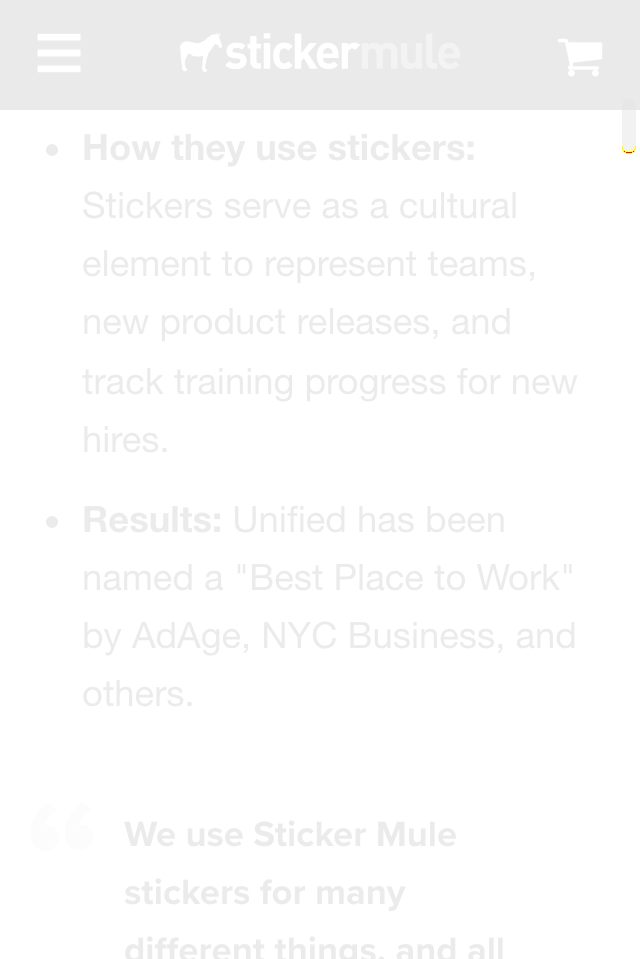 stickermule
How they use stickers:
Stickers serve as a cultural
element to represent teams,
new product releases, and
track training progress for new
hires.
Results: Unified has been
named a "Best Place to Work"
by AdAge, NYC Business, and
others.
“
We use Sticker Mule
stickers for many
different things, and all